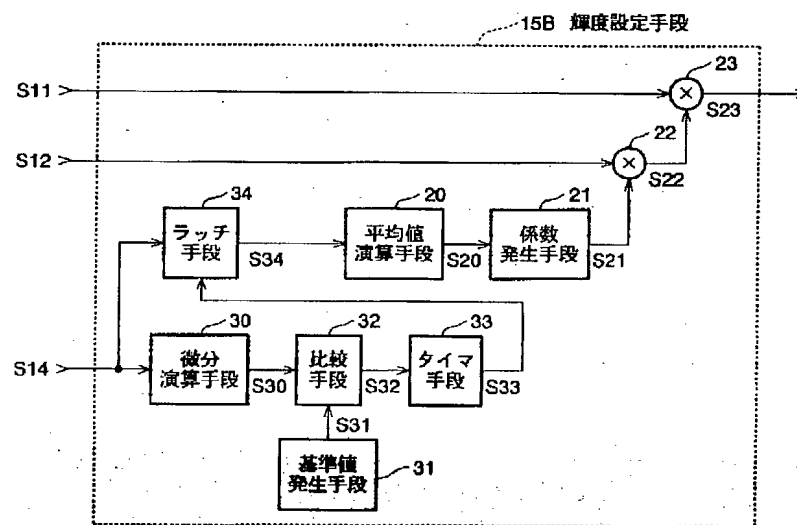 15B 輝度設定手段
23
S11
S23
22
S12
S22
34
20
21
ラッチ
手段
平均値
演算手段
係数
発生手段
S34
S20
S21
30
32
33
S14
微分
演算手段
比較
手段
タイマ
手段
S30
S32
S33
S31
基準値
発生手段
31